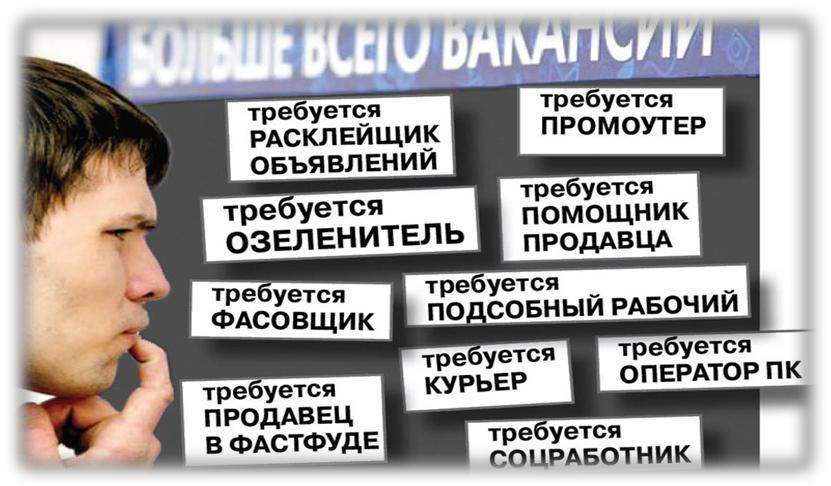 БОЛЬШЕ ВСЕГО ВАКАНСИЙ
требуется
РАСКЛЕЙЩИК
ОБЪЯВЛЕНИЙ
требуется
ПРОМОУТЕР
требуется
ОЗЕЛЕНИТЕЛЬ
требуется
ПОМОЩНИК
ПРОДАВЦА
требуется
ФАСОВЩИК
требуется
ПОДСОБНЫЙ РАБОЧИЙ
требуется
КУРЬЕР
требуется
ОПЕРАТОР ПК
требуется
ПРОДАВЕЦ
В ФАСТФУДЕ
требуется
СОЦРАБОТНИК